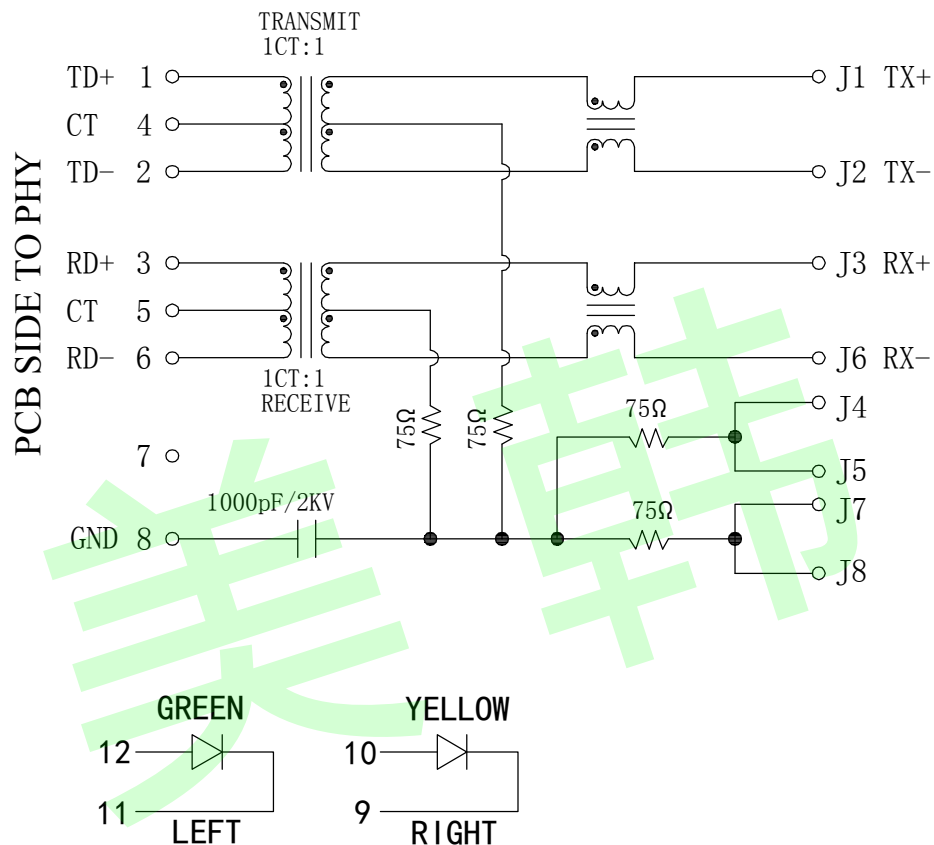 TRANSMIT
1CT:1
TD+ 1
J1 TX+
CT 4
TD- 2
J2 TX-
PCB SIDE TO PHY
RD+ 3
J3 RX+
CT 5
RD- 6
J6 RX-
1CT:1
RECEIVE
75Ω
75Ω
75Ω
J4
7
J5
1000pF/2KV
75Ω
J7
GND 8
J8
美韩
GREEN
YELLOW
12
10
11
9
LEFT
RIGHT